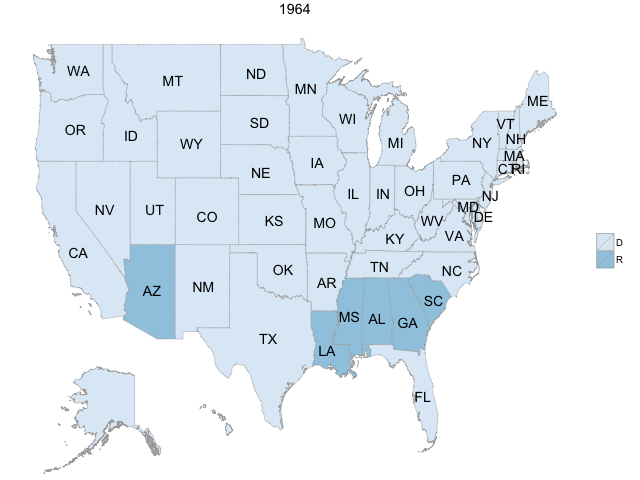 1964
WA
MT
ND
MN
ME
OR
ID
WY
SD
WI
MI
NY
VT
NH
MA
CT
RI
NE
IA
PA
NJ
NV
UT
CO
KS
MO
IL
IN
OH
MD
DE
WV
VA
KY
CA
AZ
NM
OK
AR
TN
NC
SC
TX
LA
MS
AL
GA
FL
D
R